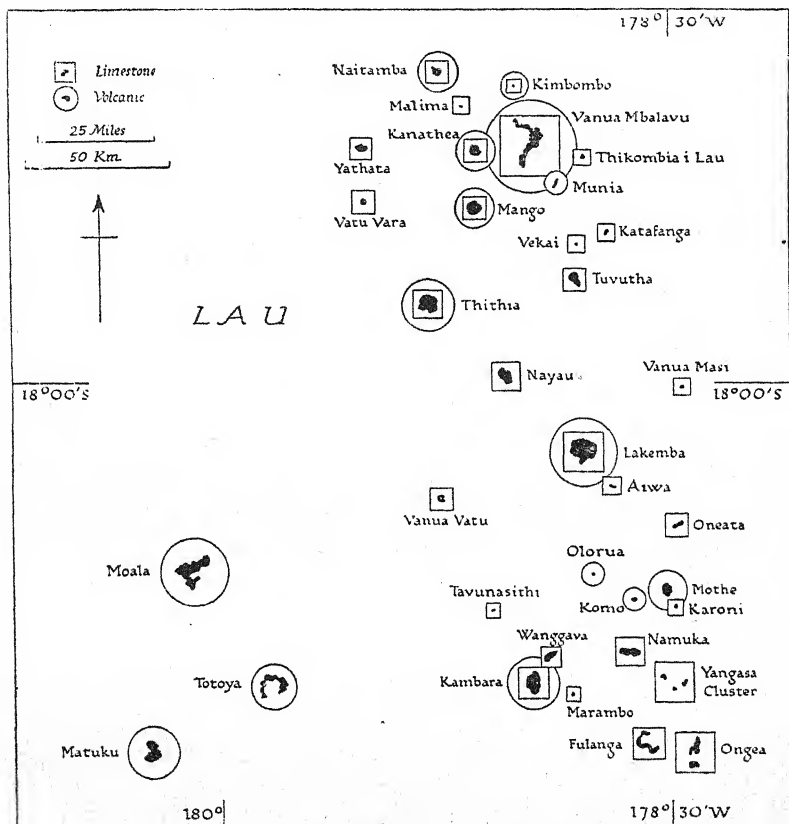 178° 30'W
Limestone
Volcanic
25 Miles
50 Km.
Naitamba
Kimbombo
Malima
Vanua Mbalavu
Kanathea
Yathata
Thikombia i Lau
Munia
Vatu Vara
Mango
Katafanga
Vekai
Tuvutha
Thithia
LAU
Nayau
Vanua Masi
18°00'S
18°00'S
Lakemba
Aiwa
Vanua Vatu
Oneata
Olorua
Moala
Mothe
Tavunasithi
Komo
Karoni
Wanggava
Namuka
Totoya
Kambara
Yangasa
Cluster
Marambo
Matuku
Fulanga
Ongea
180°
178° 30'W